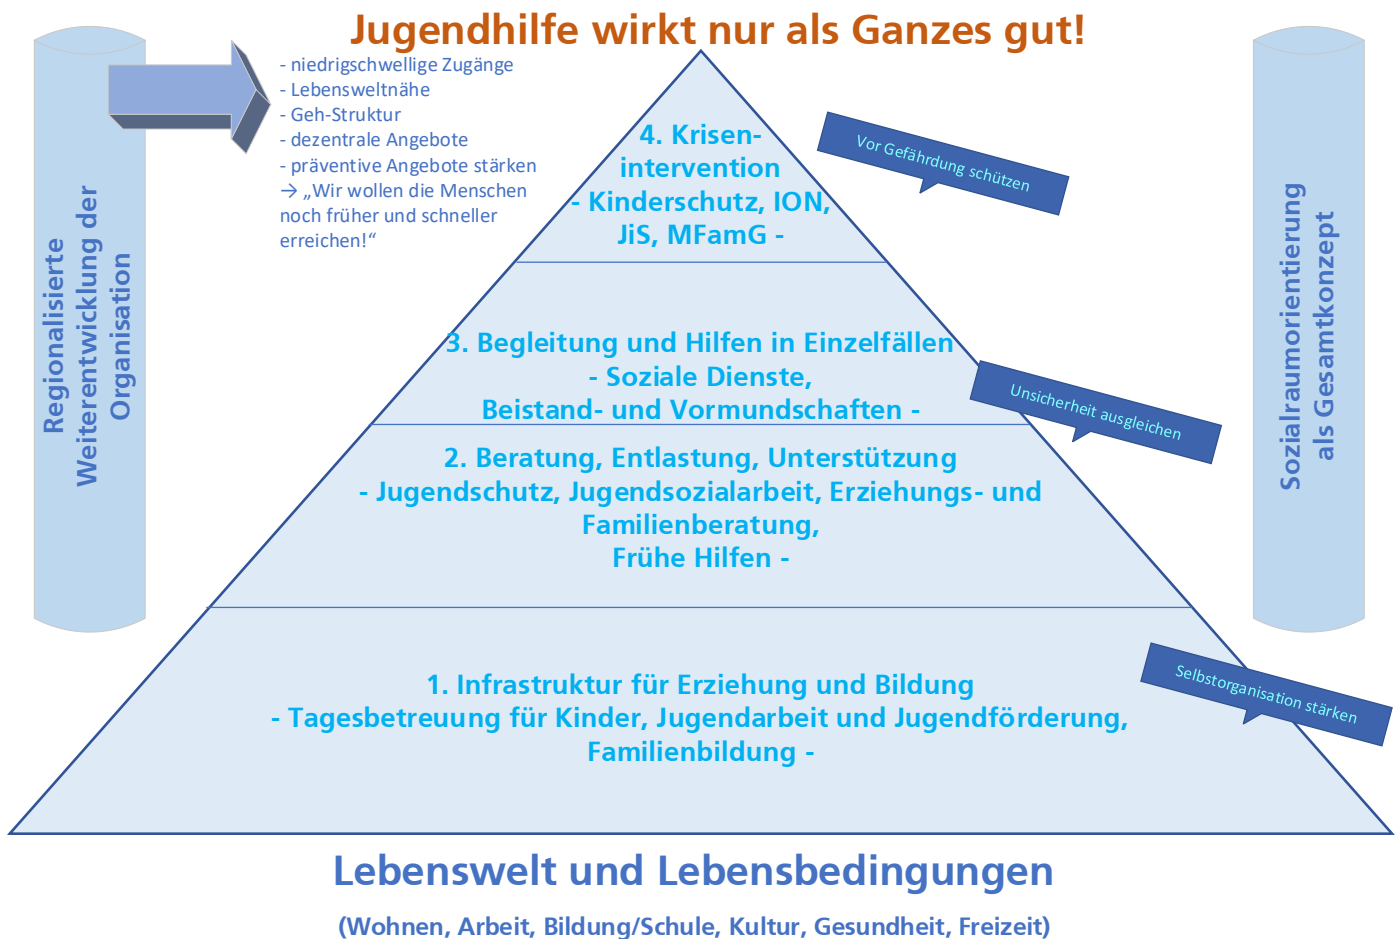 Jugendhilfe wirkt nur als Ganzes gut!
Regionalisierte
Weiterentwicklung der
Organisation
- niedrigschwellige Zugänge
- Lebensweltnähe
- Geh-Struktur
- dezentrale Angebote
- präventive Angebote stärken
→ „Wir wollen die Menschen
noch früher und schneller
erreichen!“
4. Krisen-
intervention
- Kinderschutz, ION,
JiS, MFamG -
Vor Gefährdung schützen
Sozialraumorientierung
als Gesamtkonzept
3. Begleitung und Hilfen in Einzelfällen
- Soziale Dienste,
Beistand- und Vormundschaften -
Unsicherheit ausgleichen
2. Beratung, Entlastung, Unterstützung
- Jugendschutz, Jugendsozialarbeit, Erziehungs- und
Familienberatung,
Frühe Hilfen -
1. Infrastruktur für Erziehung und Bildung
- Tagesbetreuung für Kinder, Jugendarbeit und Jugendförderung,
Familienbildung -
Selbstorganisation stärken
Lebenswelt und Lebensbedingungen
(Wohnen, Arbeit, Bildung/Schule, Kultur, Gesundheit, Freizeit)